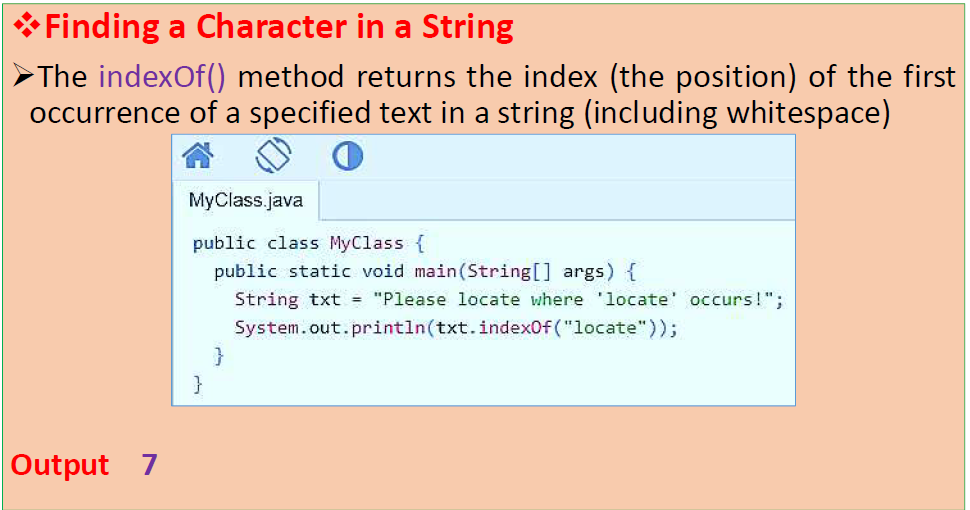 ❖Finding a Character in a String
➢The indexOf() method returns the index (the position) of the first
occurrence of a specified text in a string (including whitespace)
MyClass.java
public class MyClass {
  public static void main(String[] args) {
    String txt = "Please locate where 'locate' occurs!";
    System.out.println(txt.indexOf("locate"));
  }
}
Output 7